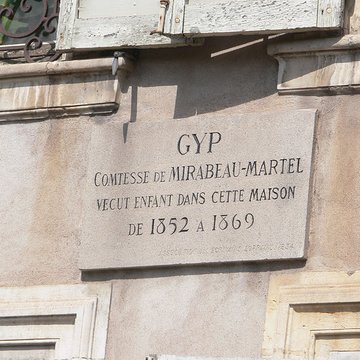 GYP
COMTESSE DE MIRABEAU-MARTEL
VECUT ENFANT DANS CETTE MAISON
DE 1852 A 1869